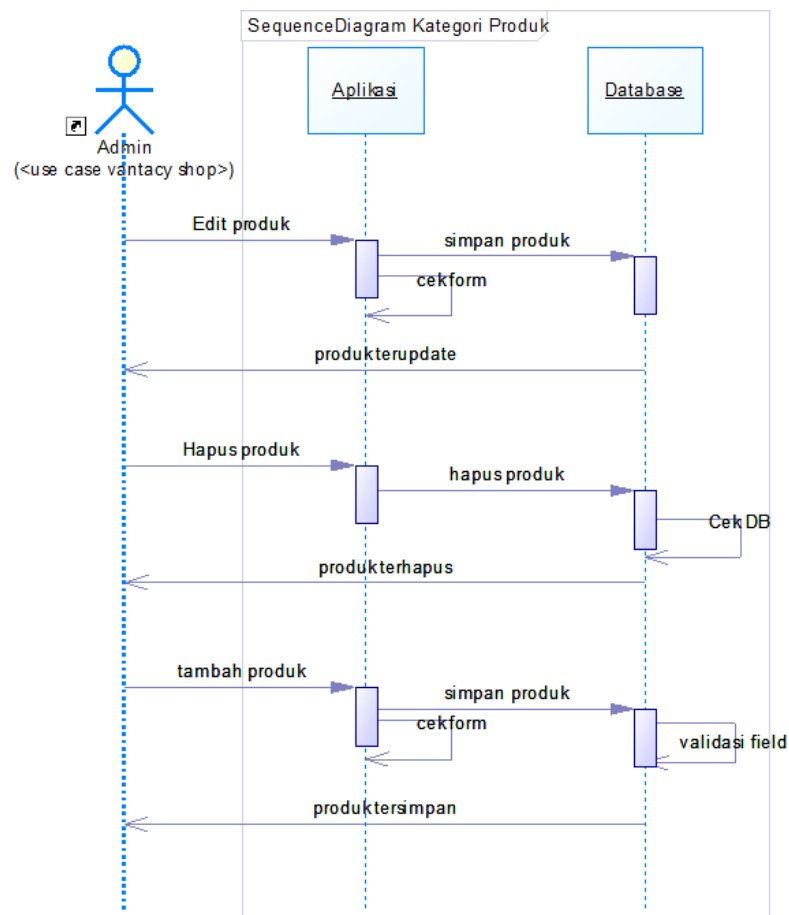 SequenceDiagram Kategori Produk
Aplikasi
Database
Admin
(<use case vantacy shop>)
Edit produk
simpan produk
cekform
produkterupdate
Hapus produk
hapus produk
Cek DB
produkterhapus
tambah produk
simpan produk
cekform
validasi field
produktersimpan